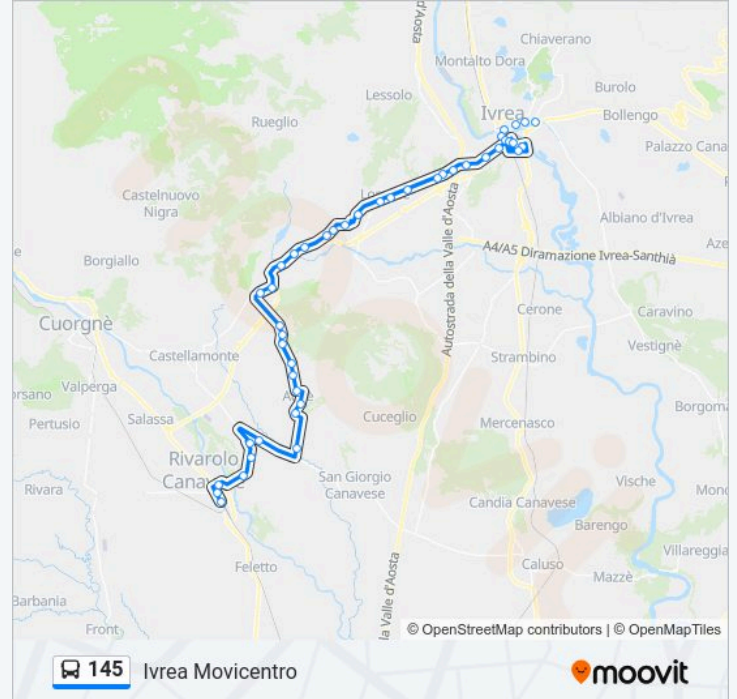 d'Aosta
Chiaverano
Montalto Dora
Lessolo
Burolo
Ivrea
Bollengo
Rueglio
Palazzo Cana
Castelnuovo
Nigra
Albiano d'Ivrea
e
A4/A5 Diramazione Ivrea-Santhià
Aze
Borgiallo
Autostrada della Valle d'Aosta
Cerone
Caravino
Cuorgnè
Castellamonte
Strambino
Vestignè
orsano
Valperga
Borgoma
Salassa
Cuceglio
Pertusio
Mercenasco
Rivarolo
Vische
Rivara
San Giorgio
Canavese
Candia Canavese
Barengo
Villareggia
Feletto
la Valle d'Aosta
Caluso
Mazzè
Barbania
Front
© OpenStreetMap contributors | © OpenMapTiles
145 Ivrea Movicentro
moovit